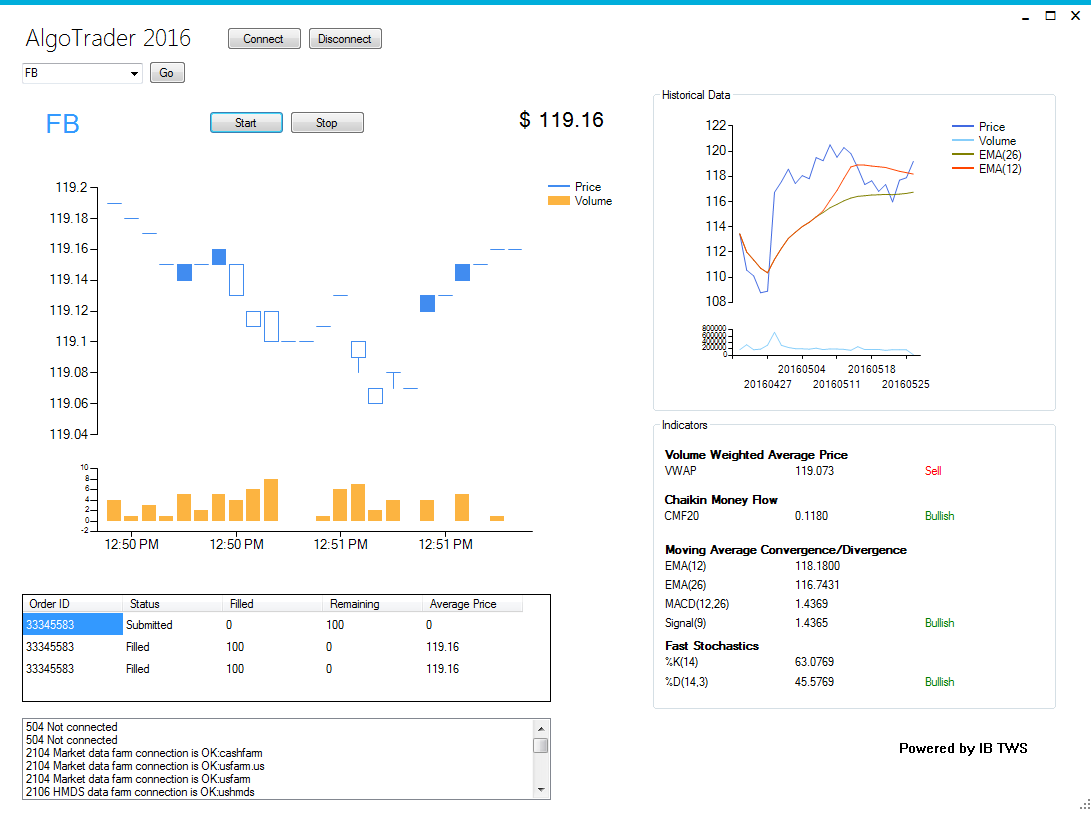 AlgoTrader 2016
Connect
Disconnect
FB
Go
FB
Start
Stop
$ 119.16
Price
Volume
119.2
119.18
119.16
119.14
119.12
119.1
119.08
119.06
119.04
10
8
6
4
2
0
-2
12:50 PM 12:50 PM 12:51 PM 12:51 PM
Order ID Status Filled Remaining Average Price
33345583 Submitted 0 100 0
33345583 Filled 100 0 119.16
33345583 Filled 100 0 119.16
504 Not connected
504 Not connected
2104 Market data farm connection is OK:cashfarm
2104 Market data farm connection is OK:usfarm.us
2104 Market data farm connection is OK:usfarm
2106 HMDS data farm connection is OK:ushmds
Historical Data
Price
Volume
EMA(26)
EMA(12)
122
120
118
116
114
112
110
108
800000
600000
400000
200000
0
20160504 20160518
20160427 20160511 20160525
Indicators
Volume Weighted Average Price
VWAP 119.073 Sell
Chaikin Money Flow
CMF20 0.1180 Bullish
Moving Average Convergence/Divergence
EMA(12) 118.1800
EMA(26) 116.7431
MACD(12,26) 1.4369
Signal(9) 1.4365 Bullish
Fast Stochastics
%K(14) 63.0769
%D(14,3) 45.5769 Bullish
Powered by IB TWS